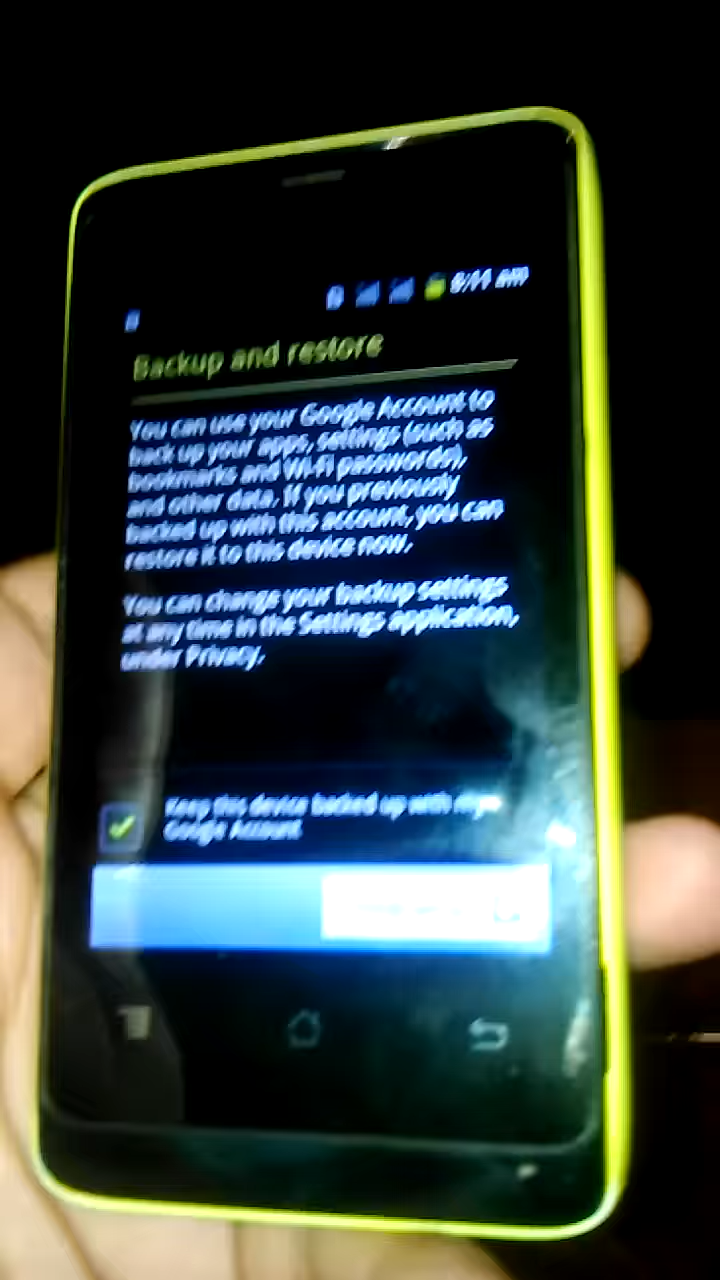 8:11 am
Backup and restore
You can use your Google Account to
back up your apps, settings (such as
bookmarks and Wi-Fi passwords),
and other data. If you previously
backed up with this account, you can
restore it to this device now.
You can change your backup settings
at any time in the Settings application,
under Privacy.
Keep this device backed up with my
Google Account